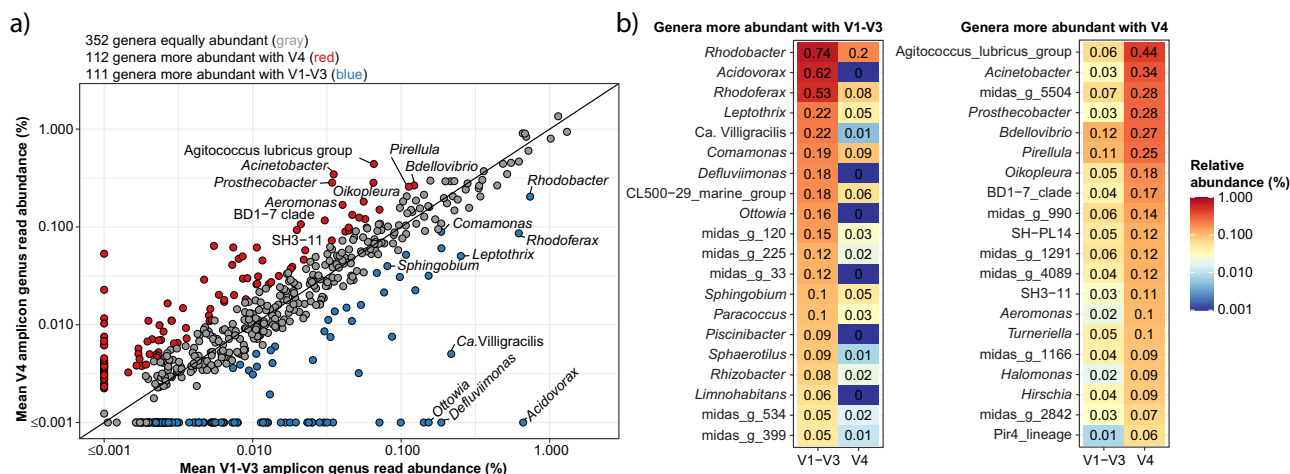 a)
352 genera equally abundant (gray)
112 genera more abundant with V4 (red)
111 genera more abundant with V1-V3 (blue)
Mean V4 amplicon genus read abundance (%)
1.000
0.100
0.010
≤0.001
Agitococcus lubricus group
Acinetobacter
Prosthecobacter
Oikopleura
Aeromonas
BD1-7 clade
SH3-11
Pirellula
Bdellovibrio
Rhodobacter
Comamonas
Rhodoferax
Leptothrix
Sphingobium
Ca.Villigracilis
Ottowia
Defluviimonas
Acidovorax
≤0.001 0.010 0.100 1.000
Mean V1-V3 amplicon genus read abundance (%)
b)
Genera more abundant with V1-V3
Rhodobacter 0.74 0.2
Acidovorax 0.62 0
Rhodoferax 0.53 0.08
Leptothrix 0.22 0.05
Ca. Villigracilis 0.22 0.01
Comamonas 0.19 0.09
Defluviimonas 0.18 0
CL500-29_marine_group 0.18 0.06
Ottowia 0.16 0
midas_g_120 0.15 0.03
midas_g_225 0.12 0.02
midas_g_33 0.12 0
Sphingobium 0.1 0.05
Paracoccus 0.1 0.03
Piscinibacter 0.09 0
Sphaerotilus 0.09 0.01
Rhizobacter 0.08 0.02
Limnohabitans 0.06 0
midas_g_534 0.05 0.02
midas_g_399 0.05 0.01
V1−V3 V4
Genera more abundant with V4
Agitococcus_lubricus_group 0.06 0.44
Acinetobacter 0.03 0.34
midas_g_5504 0.07 0.28
Prosthecobacter 0.03 0.28
Bdellovibrio 0.12 0.27
Pirellula 0.11 0.25
Oikopleura 0.05 0.18
BD1-7_clade 0.04 0.17
midas_g_990 0.06 0.14
SH-PL14 0.05 0.12
midas_g_1291 0.06 0.12
midas_g_4089 0.04 0.12
SH3-11 0.03 0.11
Aeromonas 0.02 0.1
Turneriella 0.05 0.1
midas_g_1166 0.04 0.09
Halomonas 0.02 0.09
Hirschia 0.04 0.09
midas_g_2842 0.03 0.07
Pir4_lineage 0.01 0.06
V1−V3 V4
Relative
abundance (%)
1.000
0.100
0.010
0.001